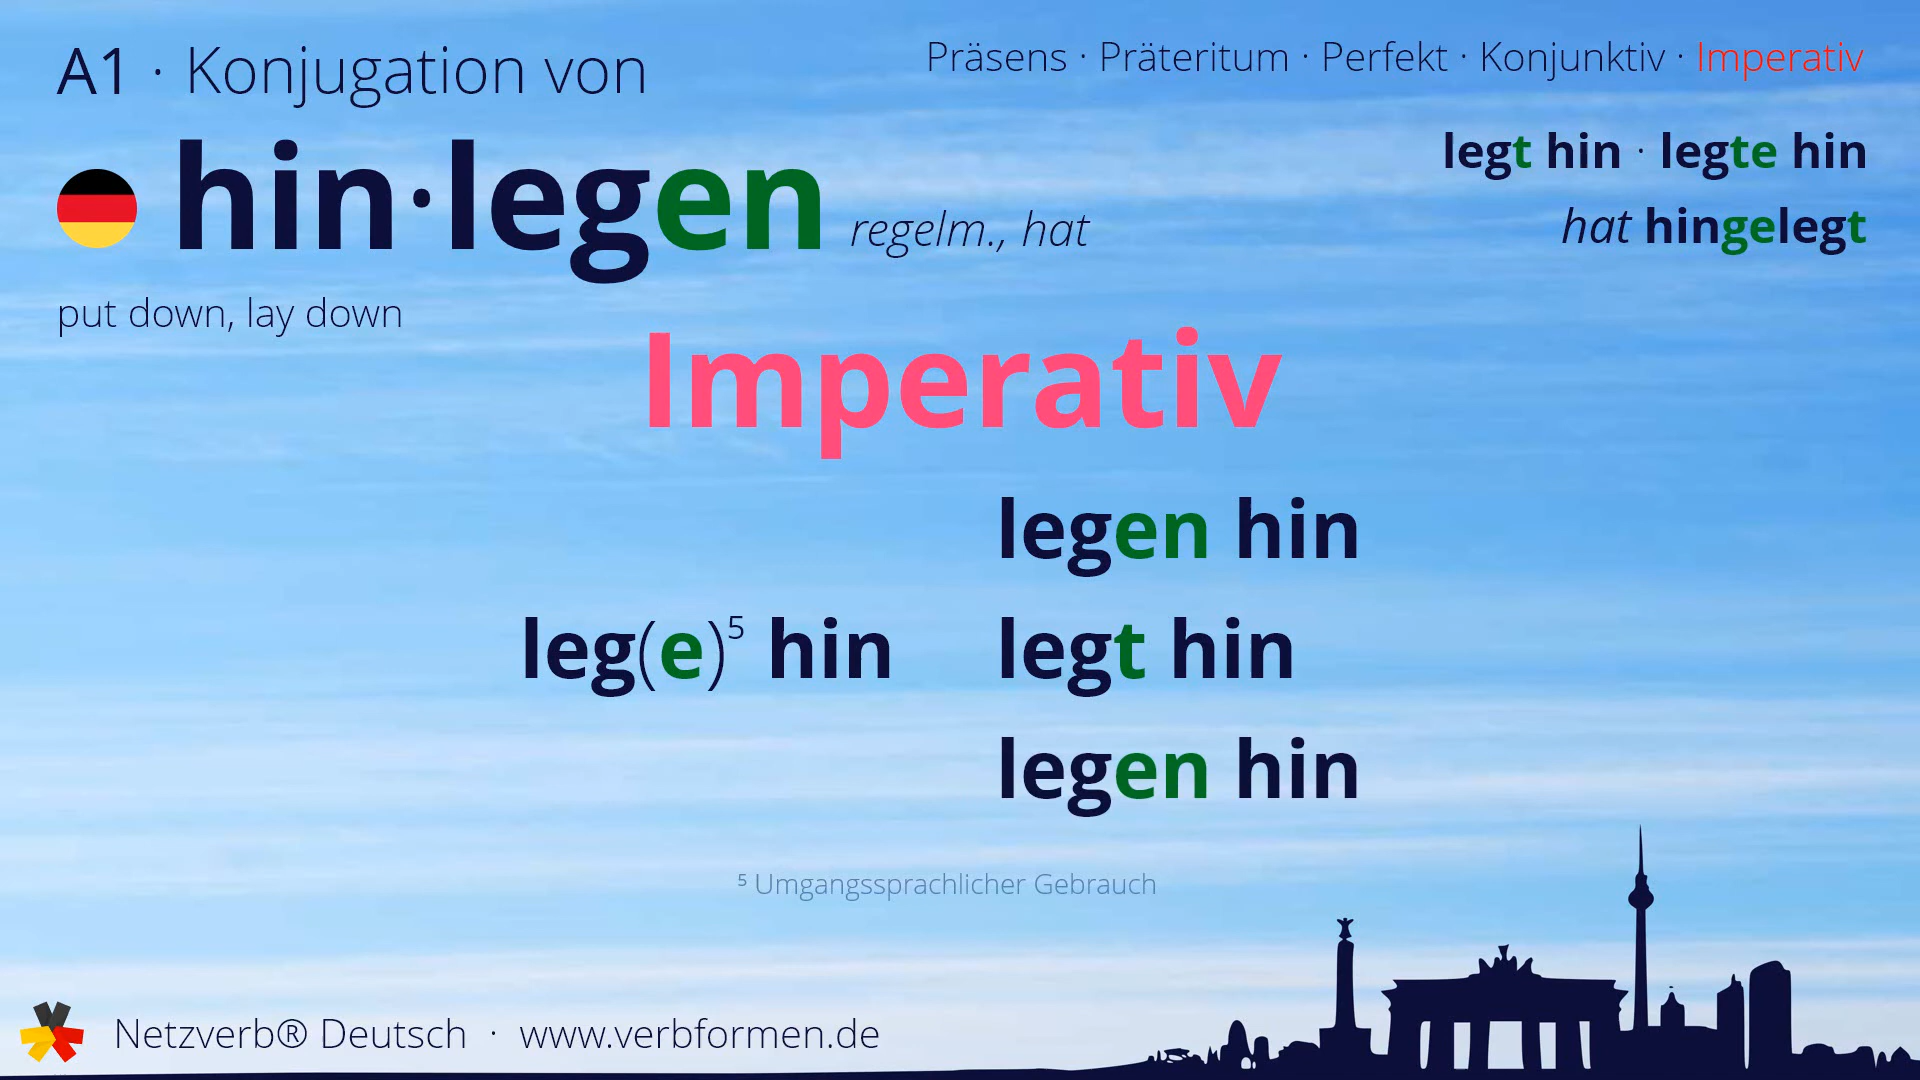 A1 · Konjugation von
Präsens · Präteritum · Perfekt · Konjunktiv · Imperativ
hin·legen regelm., hat
legt hin · legte hin
hat hingelegt
put down, lay down
Imperativ
legen hin
leg(e)⁵ hin legt hin
legen hin
⁵ Umgangssprachlicher Gebrauch
Netzverb® Deutsch · www.verbformen.de